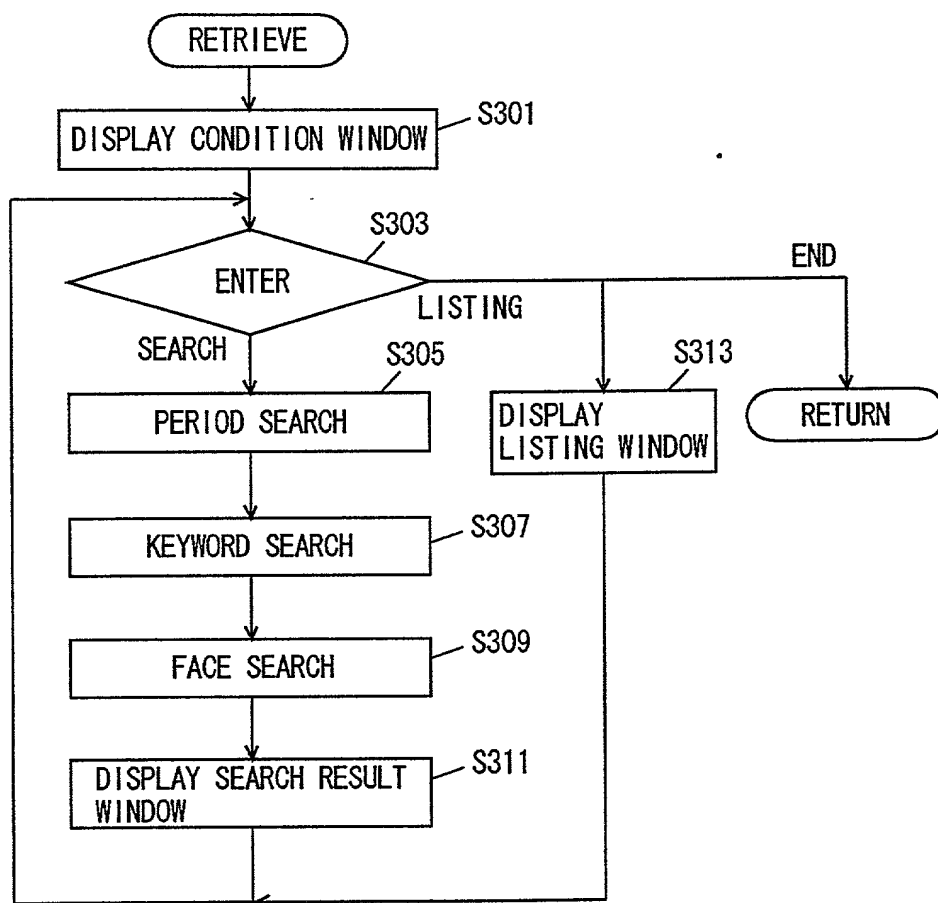 RETRIEVE
S301
DISPLAY CONDITION WINDOW
S303
ENTER
END
LISTING
SEARCH
S305
S313
PERIOD SEARCH
DISPLAY
LISTING WINDOW
RETURN
S307
KEYWORD SEARCH
S309
FACE SEARCH
S311
DISPLAY SEARCH RESULT
WINDOW